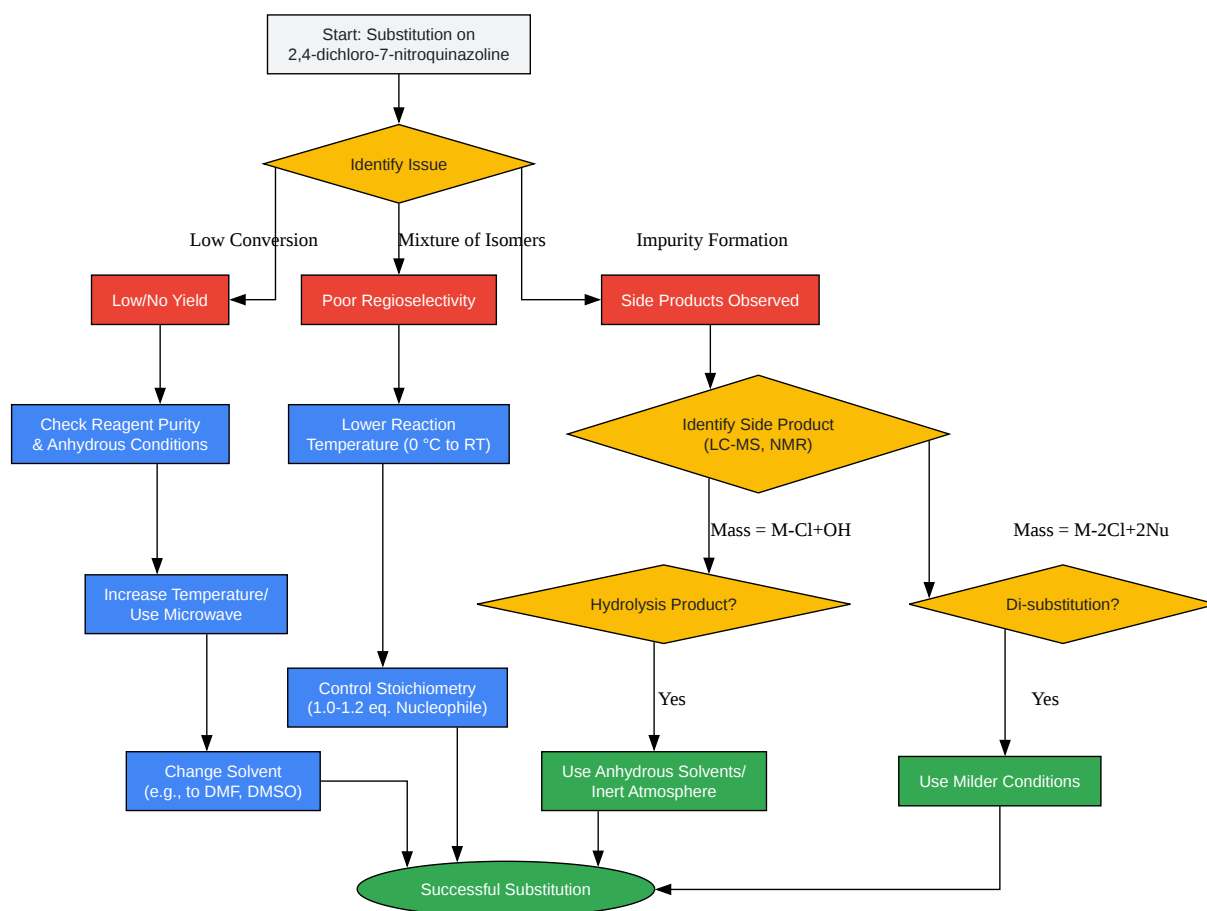 Start: Substitution on
2,4-dichloro-7-nitroquinazoline
Identify Issue
Low Conversion
Mixture of Isomers
Impurity Formation
Low/No Yield
Poor Regioselectivity
Side Products Observed
Check Reagent Purity
& Anhydrous Conditions
Lower Reaction
Temperature (0 °C to RT)
Identify Side Product
(LC-MS, NMR)
Mass = M-Cl+OH
Mass = M-2Cl+2Nu
Increase Temperature/
Use Microwave
Hydrolysis Product?
Di-substitution?
Control Stoichiometry
(1.0-1.2 eq. Nucleophile)
Yes
Yes
Change Solvent
(e.g., to DMF, DMSO)
Use Anhydrous Solvents/
Inert Atmosphere
Use Milder Conditions
Successful Substitution